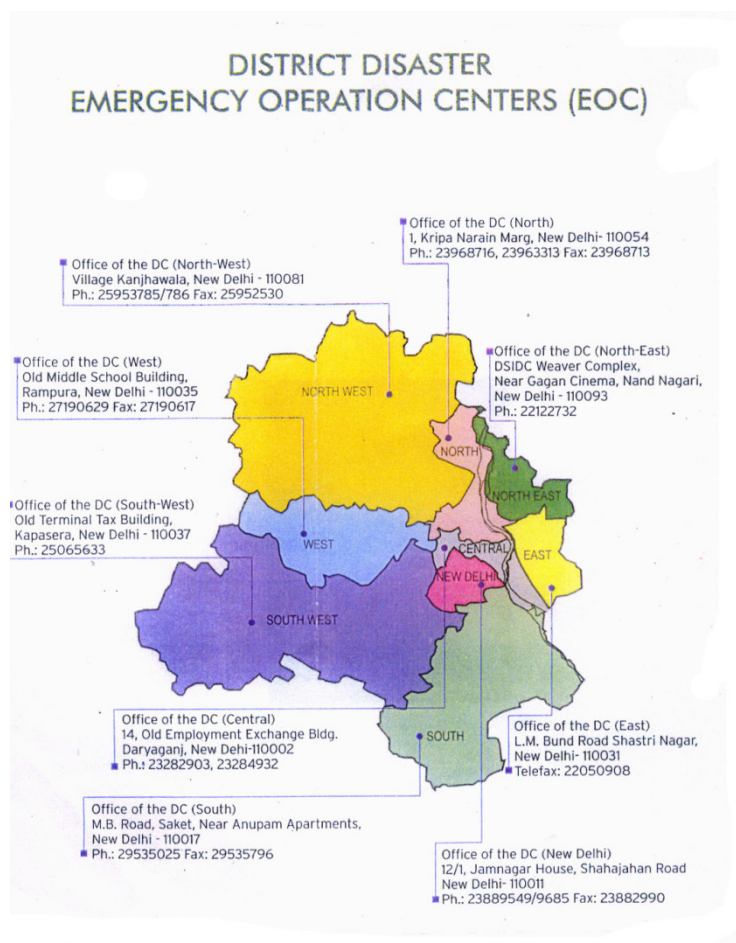 DISTRICT DISASTER
EMERGENCY OPERATION CENTERS (EOC)
Office of the DC (North)
1, Kripa Narain Marg, New Delhi- 110054
Ph.: 23968716, 23963313 Fax: 23968713
Office of the DC (North-West)
Village Kanjhawala, New Delhi - 110081
Ph.: 25953785/786 Fax: 25952530
Office of the DC (North-East)
DSIDC Weaver Complex,
Near Gagan Cinema, Nand Nagari,
New Delhi - 110093
Ph.: 22122732
Office of the DC (West)
Old Middle School Building,
Rampura, New Delhi - 110035
Ph.: 27190629 Fax: 27190617
NORTH WEST
NORTH
NORTH EAST
Office of the DC (South-West)
Old Terminal Tax Building,
Kapasera, New Delhi - 110037
Ph.: 25065633
WEST
CENTRAL
EAST
NEW DELHI
SOUTH WEST
SOUTH
Office of the DC (Central)
14, Old Employment Exchange Bldg.
Daryaganj, New Dehi-110002
Ph.: 23282903, 23284932
Office of the DC (East)
L.M. Bund Road Shastri Nagar,
New Delhi - 110031
Telefax: 22050908
Office of the DC (South)
M.B. Road, Saket, Near Anupam Apartments,
New Delhi - 110017
Ph.: 29535025 Fax: 29535796
Office of the DC (New Delhi)
12/1, Jamnagar House, Shahajahan Road
New Delhi- 110011
Ph.: 23889549/9685 Fax: 23882990